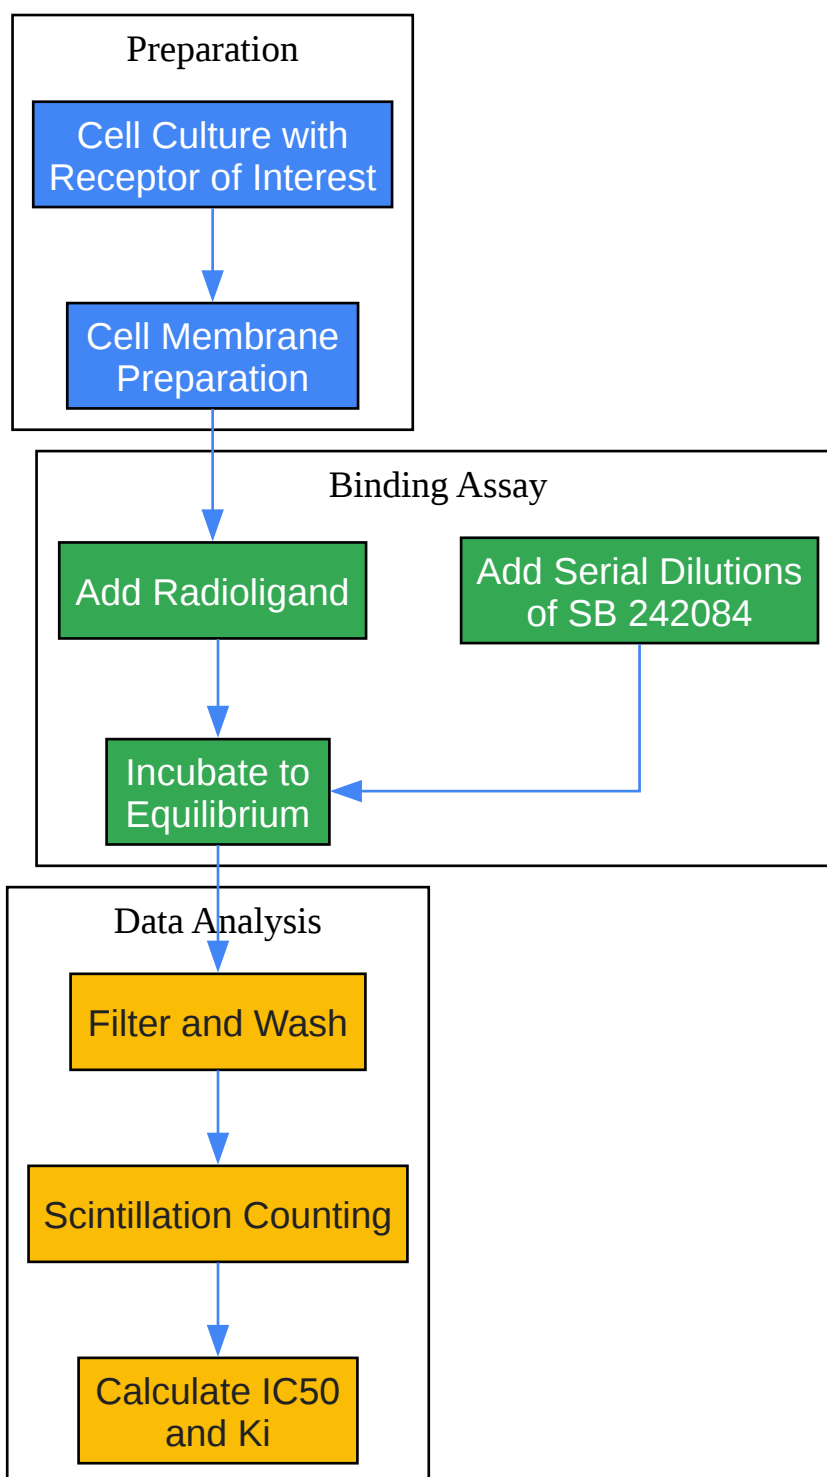 Preparation
Cell Culture with
Receptor of Interest
Cell Membrane
Preparation
Binding Assay
Add Radioligand
Add Serial Dilutions
of SB 242084
Incubate to
Equilibrium
Data Analysis
Filter and Wash
Scintillation Counting
Calculate IC50
and Ki